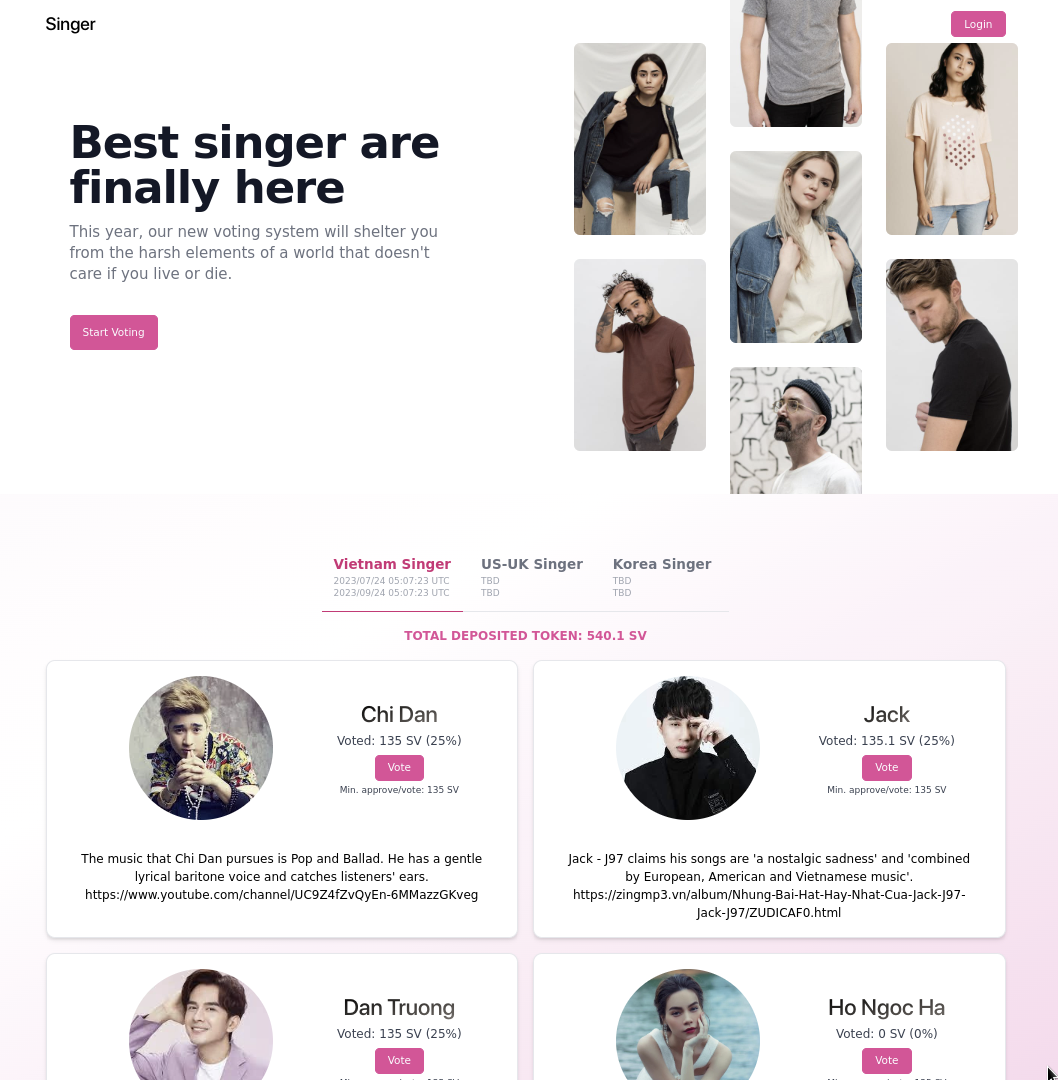 Singer
Login
Best singer are
finally here
This year, our new voting system will shelter you
from the harsh elements of a world that doesn't
care if you live or die.
Start Voting
Vietnam Singer
2023/07/24 05:07:23 UTC
2023/09/24 05:07:23 UTC
US-UK Singer
TBD
TBD
Korea Singer
TBD
TBD
TOTAL DEPOSITED TOKEN: 540.1 SV
Chi Dan
Voted: 135 SV (25%)
Vote
Min. approve/vote: 135 SV
The music that Chi Dan pursues is Pop and Ballad. He has a gentle
lyrical baritone voice and catches listeners' ears.
https://www.youtube.com/channel/UC9Z4fZvQyEn-6MMazzGKveg
Jack
Voted: 135.1 SV (25%)
Vote
Min. approve/vote: 135 SV
Jack - J97 claims his songs are 'a nostalgic sadness' and 'combined
by European, American and Vietnamese music'.
https://zingmp3.vn/album/Nhung-Bai-Hat-Hay-Nhat-Cua-Jack-J97-
Jack-J97/ZUDICAF0.html
Dan Truong
Voted: 135 SV (25%)
Vote
Ho Ngoc Ha
Voted: 0 SV (0%)
Vote